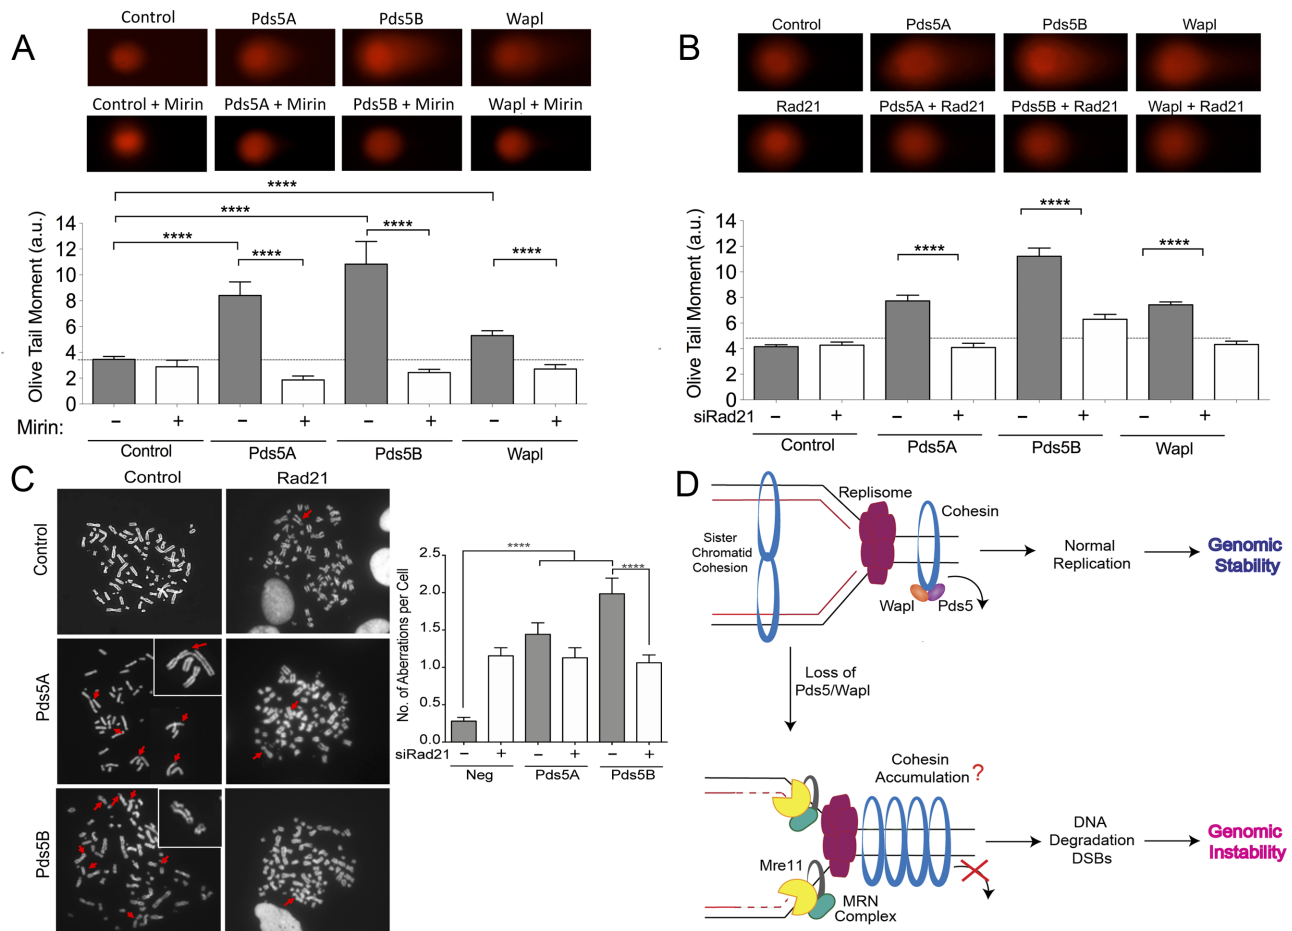 A
Control Pds5A Pds5B Wapl
Control + Mirin Pds5A + Mirin Pds5B + Mirin Wapl + Mirin
**** 
****
**** ****
**** ****
Olive Tail Moment (a.u.)
14
12
10
8
6
4
2
0
Mirin: – + – + – + – +
Control Pds5A Pds5B Wapl
B
Control Pds5A Pds5B Wapl
Rad21 Pds5A + Rad21 Pds5B + Rad21 Wapl + Rad21
****
**** ****
Olive Tail Moment (a.u.)
14
12
10
8
6
4
2
0
siRad21 – + – + – + – +
Control Pds5A Pds5B Wapl
C
Control Rad21
Control
Pds5A
Pds5B
**** 
****
No. of Aberrations per Cell
2.5
2.0
1.5
1.0
0.5
0.0
siRad21 – + – + – +
Neg Pds5A Pds5B
D
Replisome
Cohesin
Sister
Chromatid
Cohesion
Wapl Pds5
Normal
Replication
Genomic
Stability
Loss of
Pds5/Wapl
Cohesin
Accumulation ?
Mre11
MRN
Complex
DNA
Degradation
DSBs
Genomic
Instability